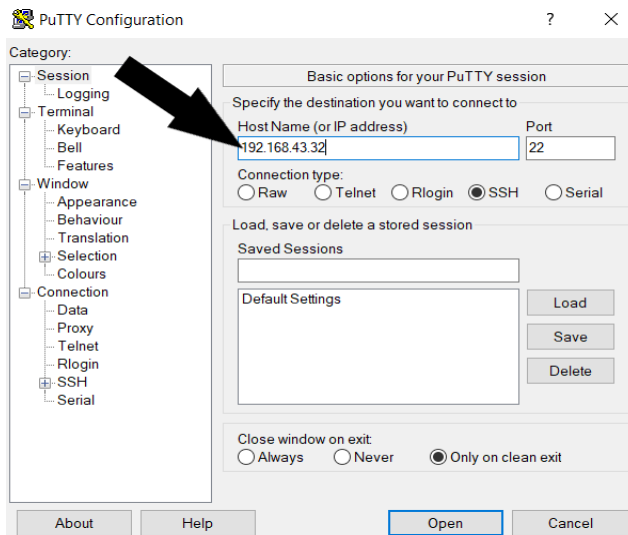 PuTTY Configuration ? ×
Category:
Session
Logging
Terminal
Keyboard
Bell
Features
Window
Appearance
Behaviour
Translation
Selection
Colours
Connection
Data
Proxy
Telnet
Rlogin
SSH
Serial
Basic options for your PuTTY session
Specify the destination you want to connect to
Host Name (or IP address) Port
192.168.43.32 22
Connection type:
Raw Telnet Rlogin SSH Serial
Load, save or delete a stored session
Saved Sessions
Default Settings
Load
Save
Delete
Close window on exit:
Always Never Only on clean exit
About Help Open Cancel